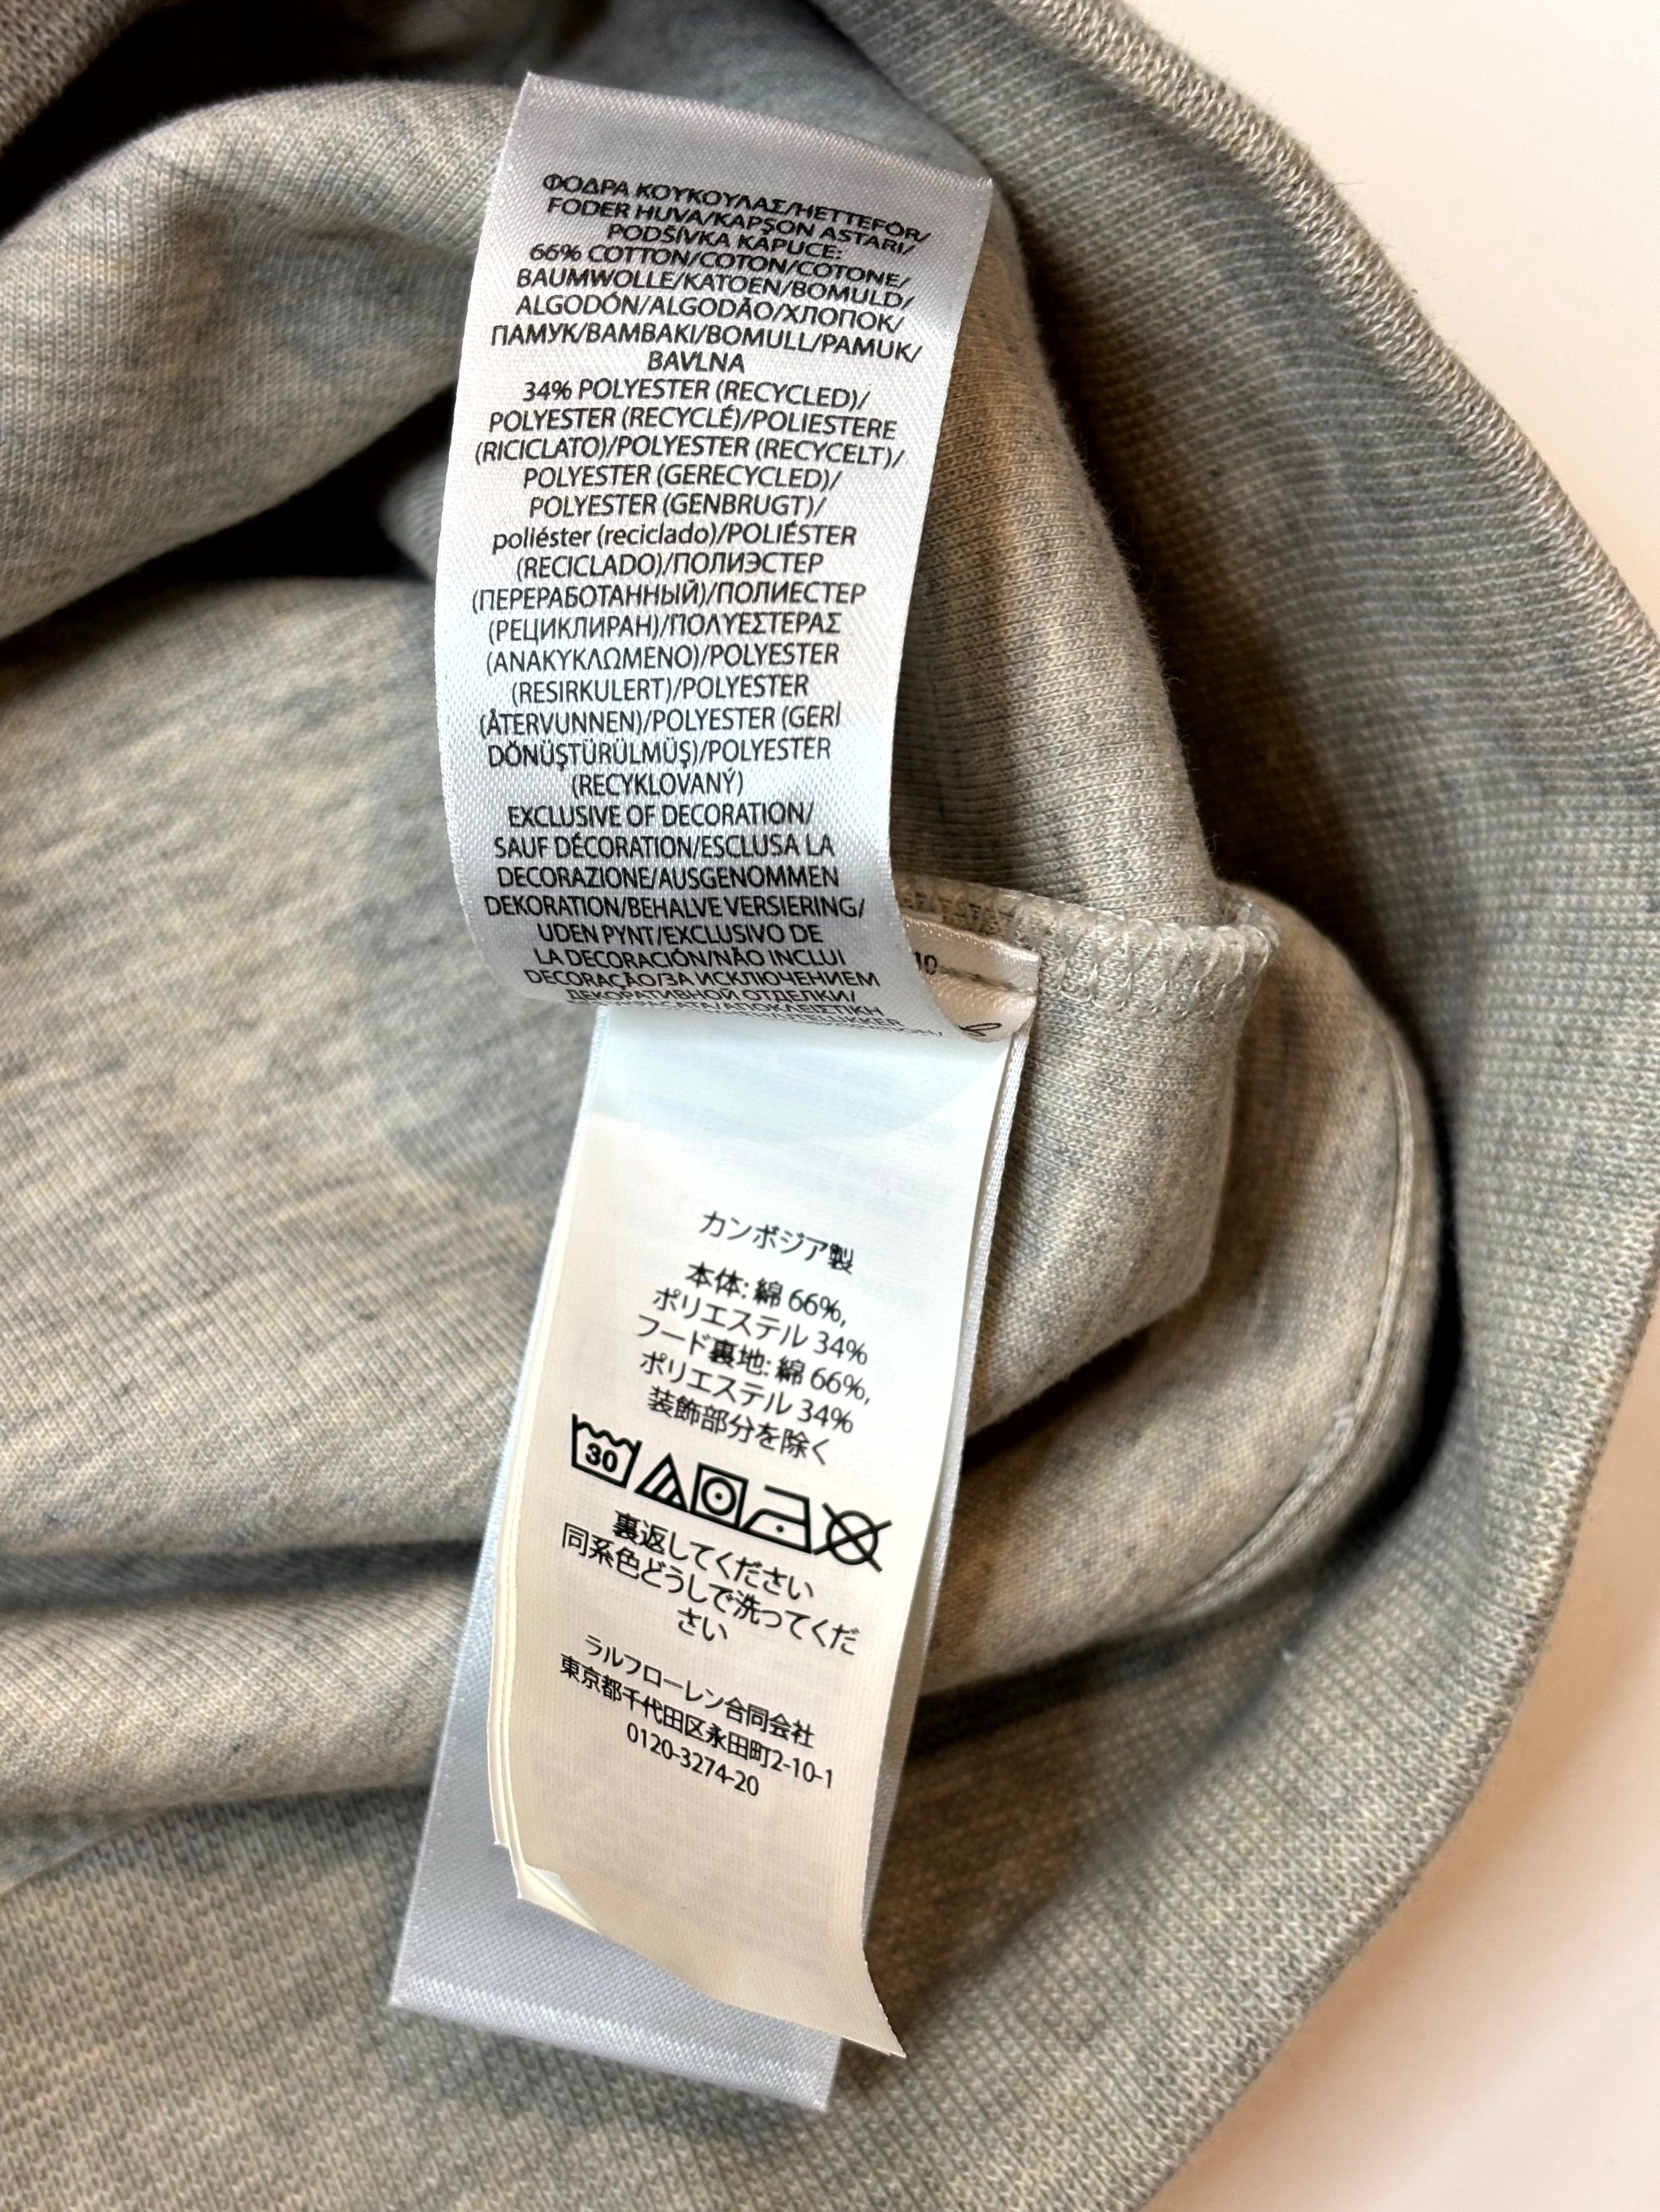 ΦΟΔΡΑ ΚΟΥΚΟΥΛΑΣ/HETTEFÔR/
FODER HUVA/KAPŞON ASTARI/
PODŠÍVKA KAPUCE:
66% COTTON/COTON/COTONE/
BAUMWOLLE/KATOEN/BOMULD/
ALGODÓN/ALGODÃO/ХЛОПОК/
ПАМУК/BAMBAKI/BOMULL/PAMUK/
BAVLNA
34% POLYESTER (RECYCLED)/
POLYESTER (RECYCLÉ)/POLIESTERE
(RICICLATO)/POLYESTER (RECYCELT)/
POLYESTER (GERECYCLED)/
POLYESTER (GENBRUGT)/
poliéster (reciclado)/POLIÉSTER
(RECICLADO)/ПОЛИЭСТЕР
(ПЕРЕРАБОТАННЫЙ)/ПОЛИЕСТЕР
(РЕЦИКЛИРАН)/ΠΟΛΥΕΣΤΕΡΑΣ
(ΑΝΑΚΥΚΛΩΜΕΝΟ)/POLYESTER
(RESIRKULERT)/POLYESTER
(ÅTERVUNNEN)/POLYESTER (GERİ
DÖNÜŞTÜRÜLMÜŞ)/POLYESTER
(RECYKLOVANÝ)
EXCLUSIVE OF DECORATION/
SAUF DÉCORATION/ESCLUSA LA
DECORAZIONE/AUSGENOMMEN
DEKORATION/BEHALVE VERSIERING/
UDEN PYNT/EXCLUSIVO DE
LA DECORACIÓN/NÃO INCLUI
DECORAÇÃO/ЗА ИСКЛЮЧЕНИЕМ
ДЕКОРАТИВНОЙ ОТДЕЛКИ/
10
カンボジア製
本体: 綿 66%,
ポリエステル 34%
フード裏地: 綿 66%,
ポリエステル 34%
装飾部分を除く
30
裏返してください
同系色どうしで洗ってくだ
さい
ラルフローレン合同会社
東京都千代田区永田町2-10-1
0120-3274-20